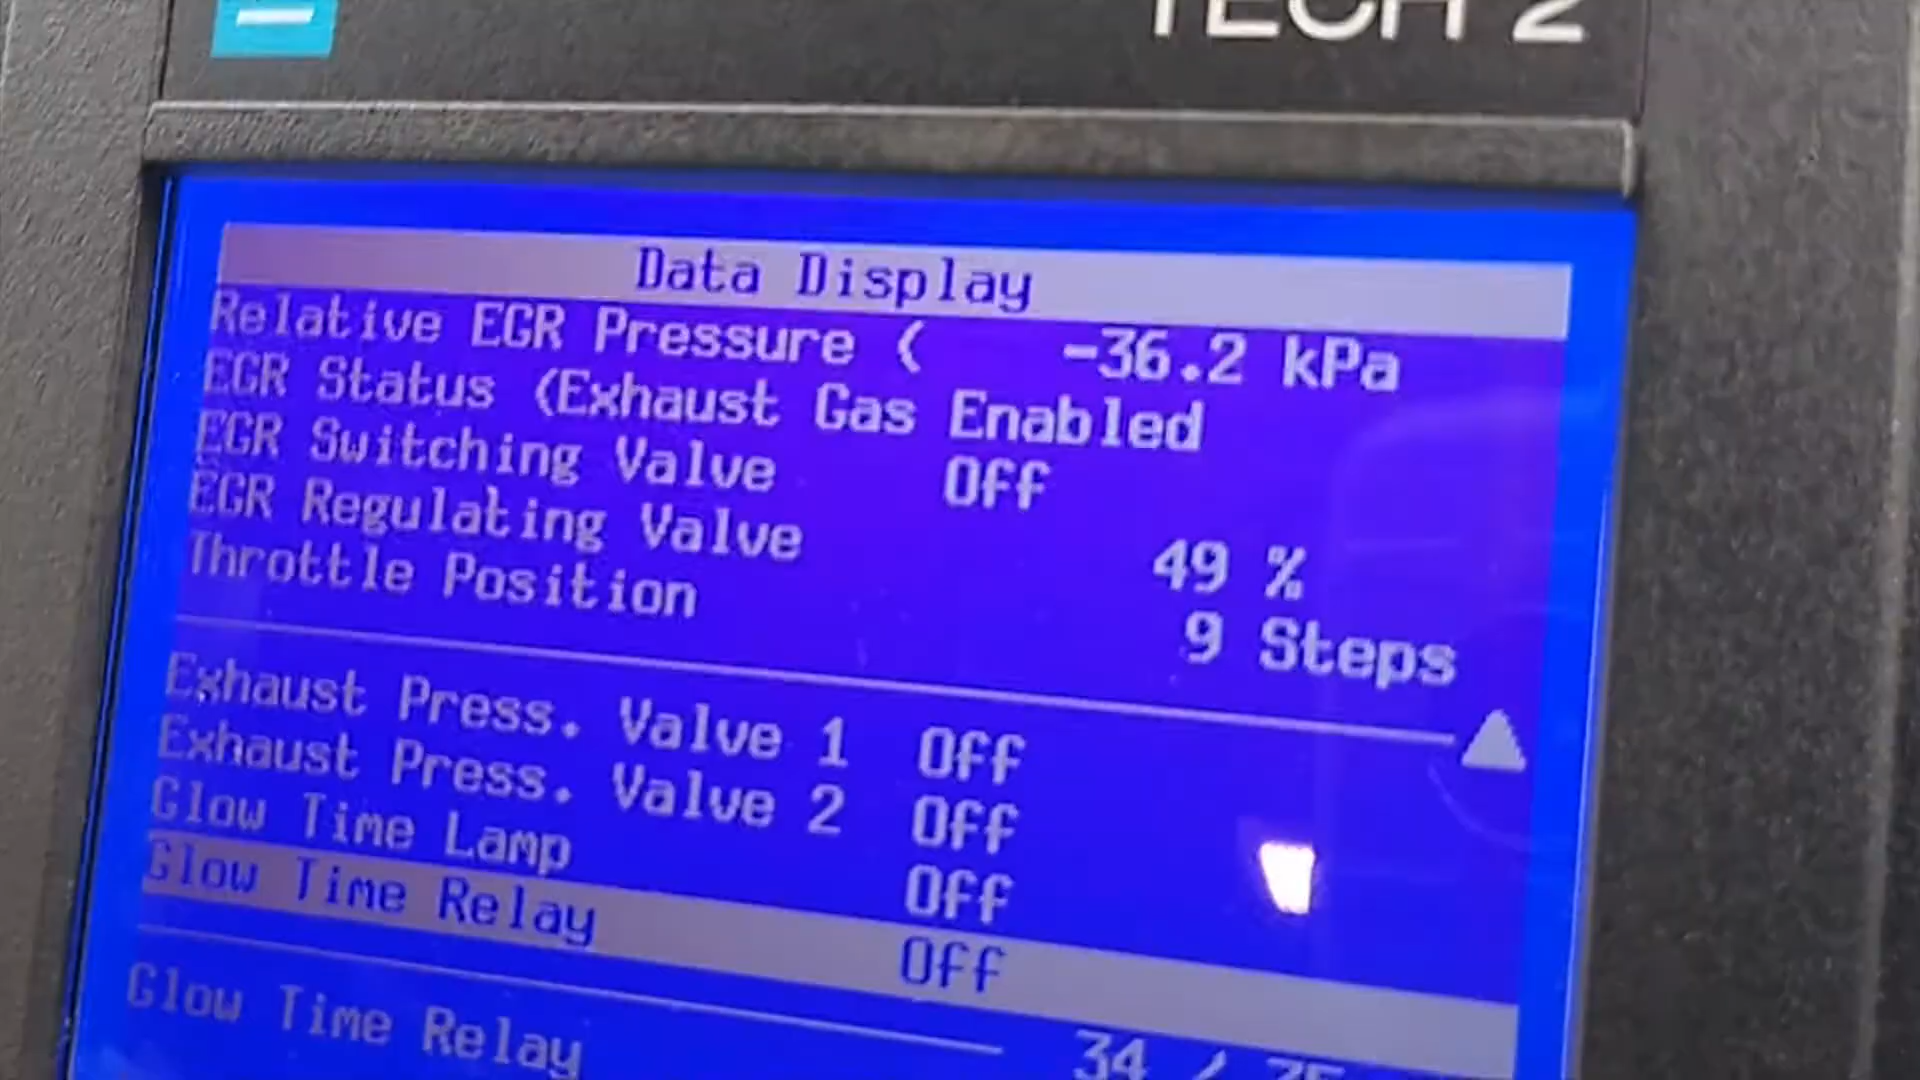 TECH 2
Data Display
Relative EGR Pressure ( -36.2 kPa
EGR Status (Exhaust Gas Enabled
EGR Switching Valve Off
EGR Regulating Valve 49 %
Throttle Position 9 Steps
Exhaust Press. Valve 1 Off
Exhaust Press. Valve 2 Off
Glow Time Lamp Off
Glow Time Relay Off
Glow Time Relay 34 /